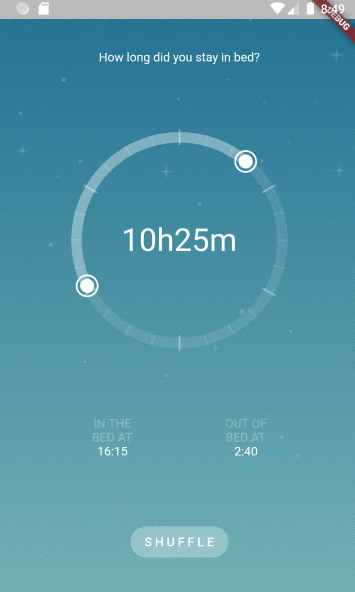 8:49
DEBUG
How long did you stay in bed?
10h25m
IN THE
BED AT
16:15
OUT OF
BED AT
2:40
SHUFFLE